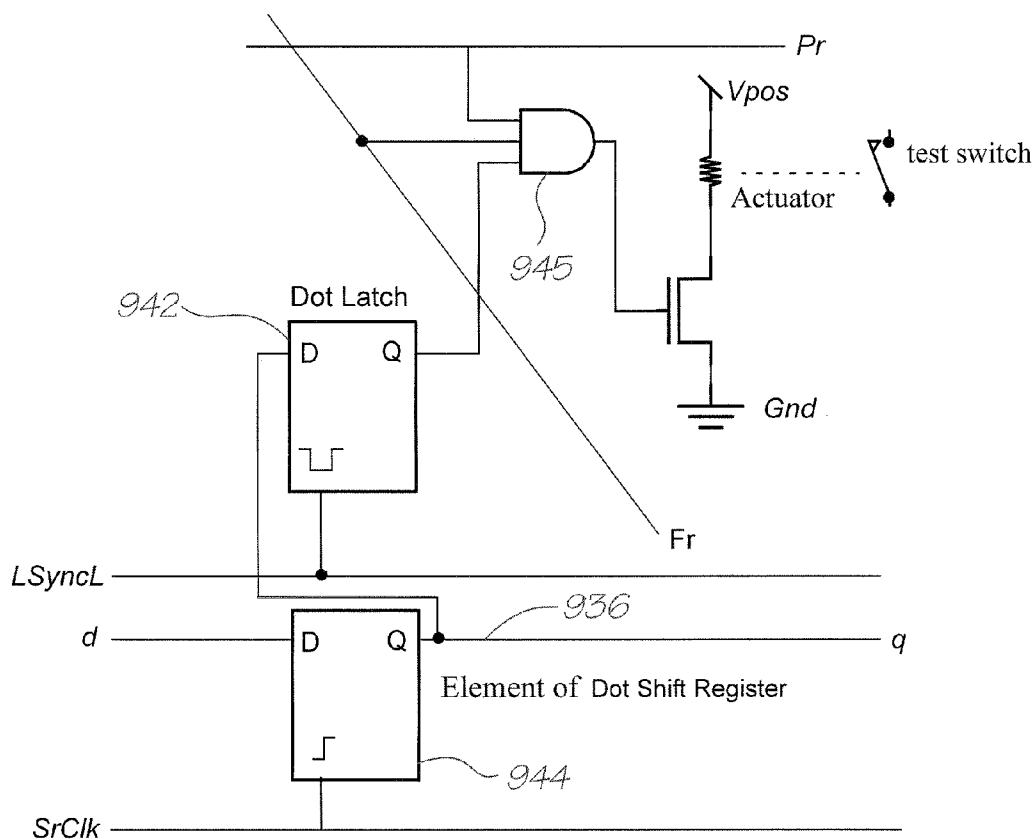 Pr
Vpos
test switch
Actuator
945
942
Dot Latch
D Q
Gnd
Fr
LSyncL
936
d
D Q
q
Element of Dot Shift Register
944
SrClk